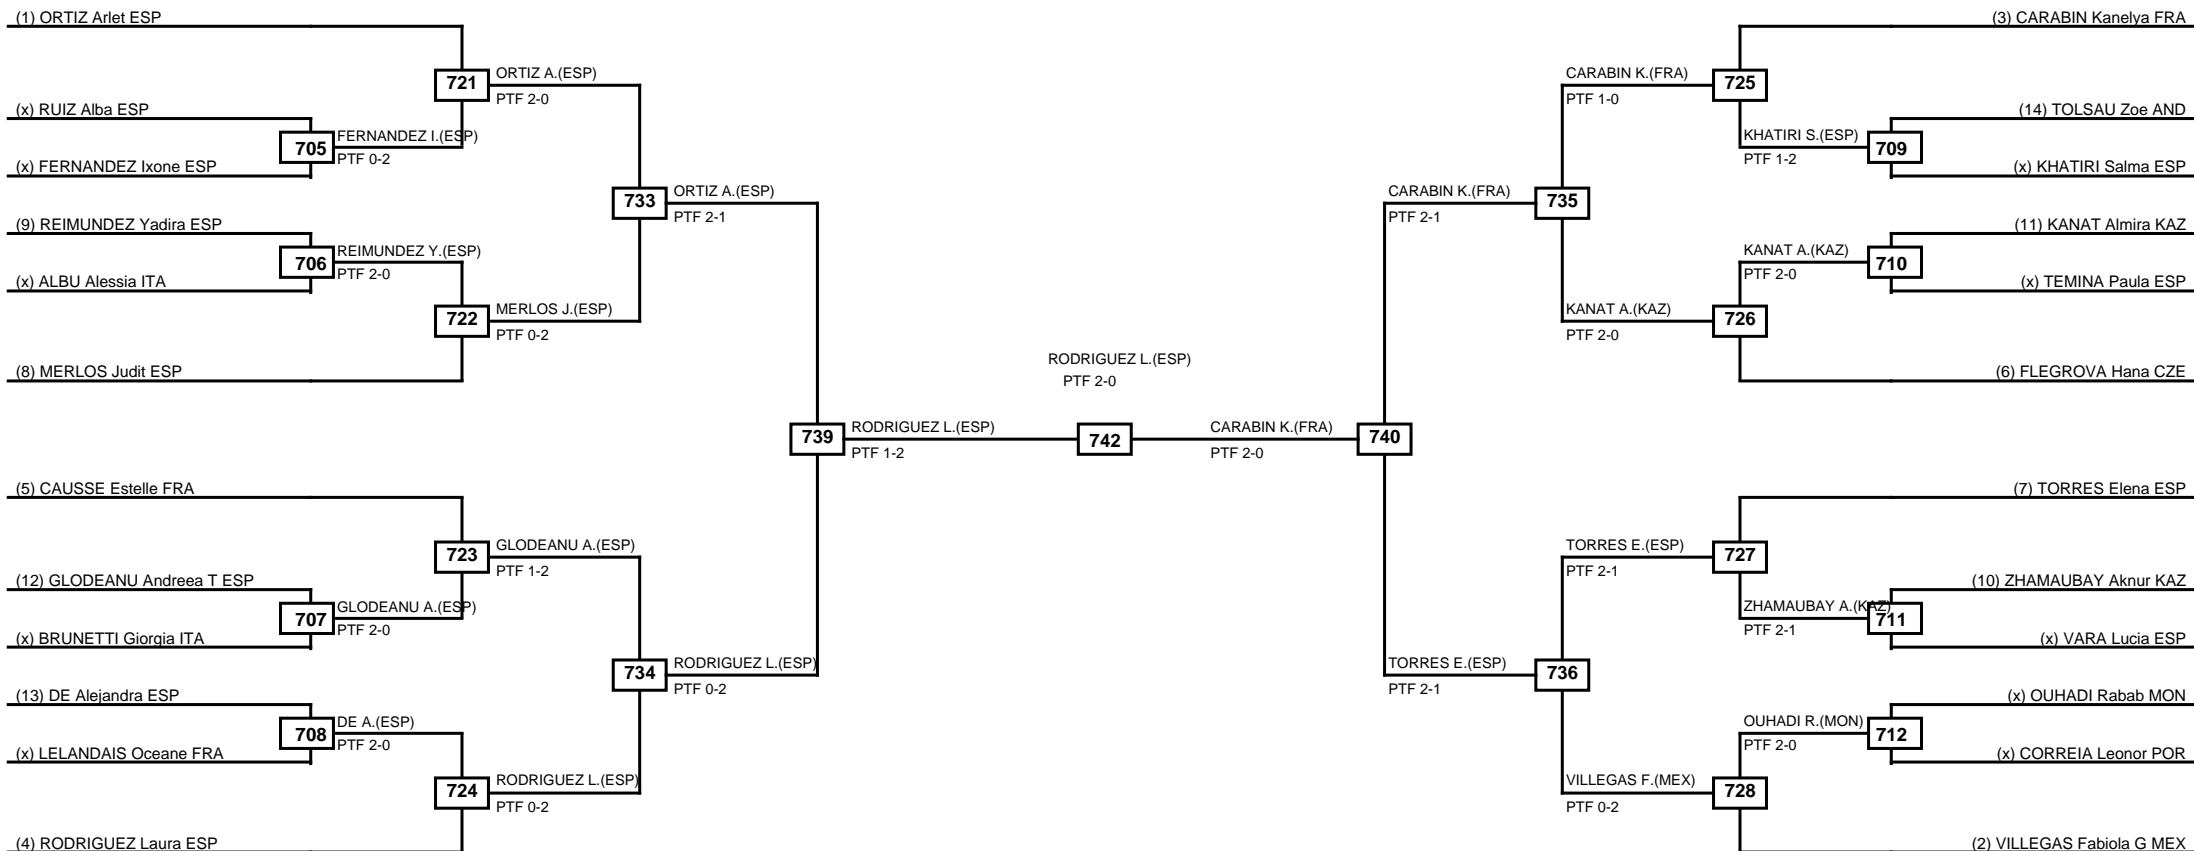 (1) ORTIZ Arlet ESP
721
ORTIZ A.(ESP)
PTF 2-0
(x) RUIZ Alba ESP
705
FERNANDEZ I.(ESP)
PTF 0-2
(x) FERNANDEZ Ixone ESP
733
ORTIZ A.(ESP)
PTF 2-1
(9) REIMUNDEZ Yadira ESP
706
REIMUNDEZ Y.(ESP)
PTF 2-0
(x) ALBU Alessia ITA
722
MERLOS J.(ESP)
PTF 0-2
(8) MERLOS Judit ESP
739
RODRIGUEZ L.(ESP)
PTF 1-2
(5) CAUSSE Estelle FRA
723
GLODEANU A.(ESP)
PTF 1-2
(12) GLODEANU Andreea T ESP
707
GLODEANU A.(ESP)
PTF 2-0
(x) BRUNETTI Giorgia ITA
734
RODRIGUEZ L.(ESP)
PTF 0-2
(13) DE Alejandra ESP
708
DE A.(ESP)
PTF 2-0
(x) LELANDAIS Oceane FRA
724
RODRIGUEZ L.(ESP)
PTF 0-2
(4) RODRIGUEZ Laura ESP
RODRIGUEZ L.(ESP)
PTF 2-0
742
(3) CARABIN Kanelya FRA
CARABIN K.(FRA)
PTF 1-0
725
(14) TOLSAU Zoe AND
KHATIRI S.(ESP)
PTF 1-2
709
(x) KHATIRI Salma ESP
CARABIN K.(FRA)
PTF 2-1
735
(11) KANAT Almira KAZ
KANAT A.(KAZ)
PTF 2-0
710
(x) TEMINA Paula ESP
KANAT A.(KAZ)
PTF 2-0
726
(6) FLEGROVA Hana CZE
CARABIN K.(FRA)
PTF 2-0
740
(7) TORRES Elena ESP
TORRES E.(ESP)
PTF 2-1
727
(10) ZHAMAUBAY Aknur KAZ
ZHAMAUBAY A.(KAZ)
PTF 2-1
711
(x) VARA Lucia ESP
TORRES E.(ESP)
PTF 2-1
736
(x) OUHADI Rabab MON
OUHADI R.(MON)
PTF 2-0
712
(x) CORREIA Leonor POR
VILLEGAS F.(MEX)
PTF 0-2
728
(2) VILLEGAS Fabiola G MEX